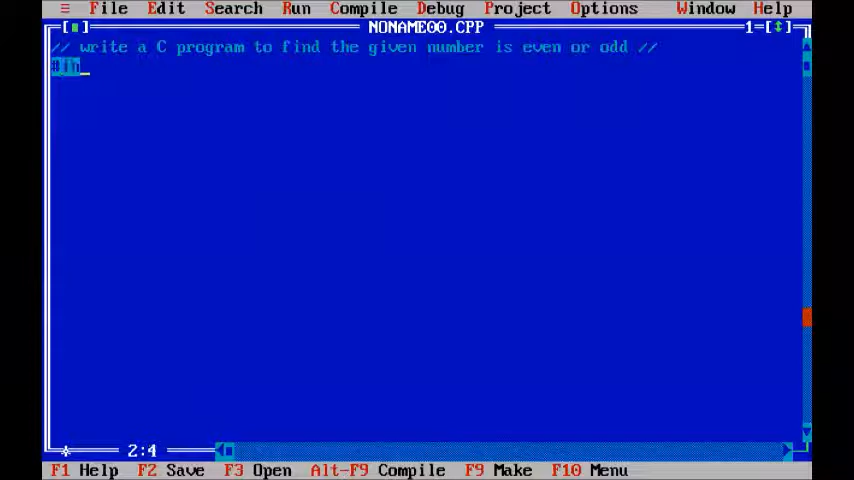 ≡ File Edit Search Run Compile Debug Project Options Window Help
[■] NONAME00.CPP 1=[↕]
// write a C program to find the given number is even or odd //
#in
2:4
F1 Help F2 Save F3 Open Alt-F9 Compile F9 Make F10 Menu